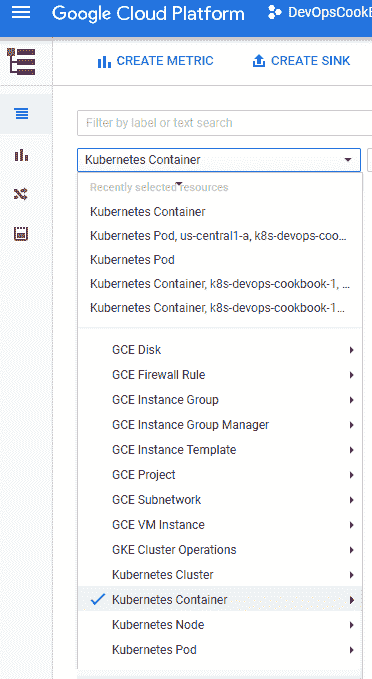 Google Cloud Platform
DevOpsCookB
CREATE METRIC
CREATE SINK
Filter by label or text search
Kubernetes Container
Recently selected resources
Kubernetes Container
Kubernetes Pod, us-central1-a, k8s-devops-coo...
Kubernetes Pod
Kubernetes Container, k8s-devops-cookbook-1, ...
Kubernetes Container, k8s-devops-cookbook-1...
GCE Disk
GCE Firewall Rule
GCE Instance Group
GCE Instance Group Manager
GCE Instance Template
GCE Project
GCE Subnetwork
GCE VM Instance
GKE Cluster Operations
Kubernetes Cluster
Kubernetes Container
Kubernetes Node
Kubernetes Pod